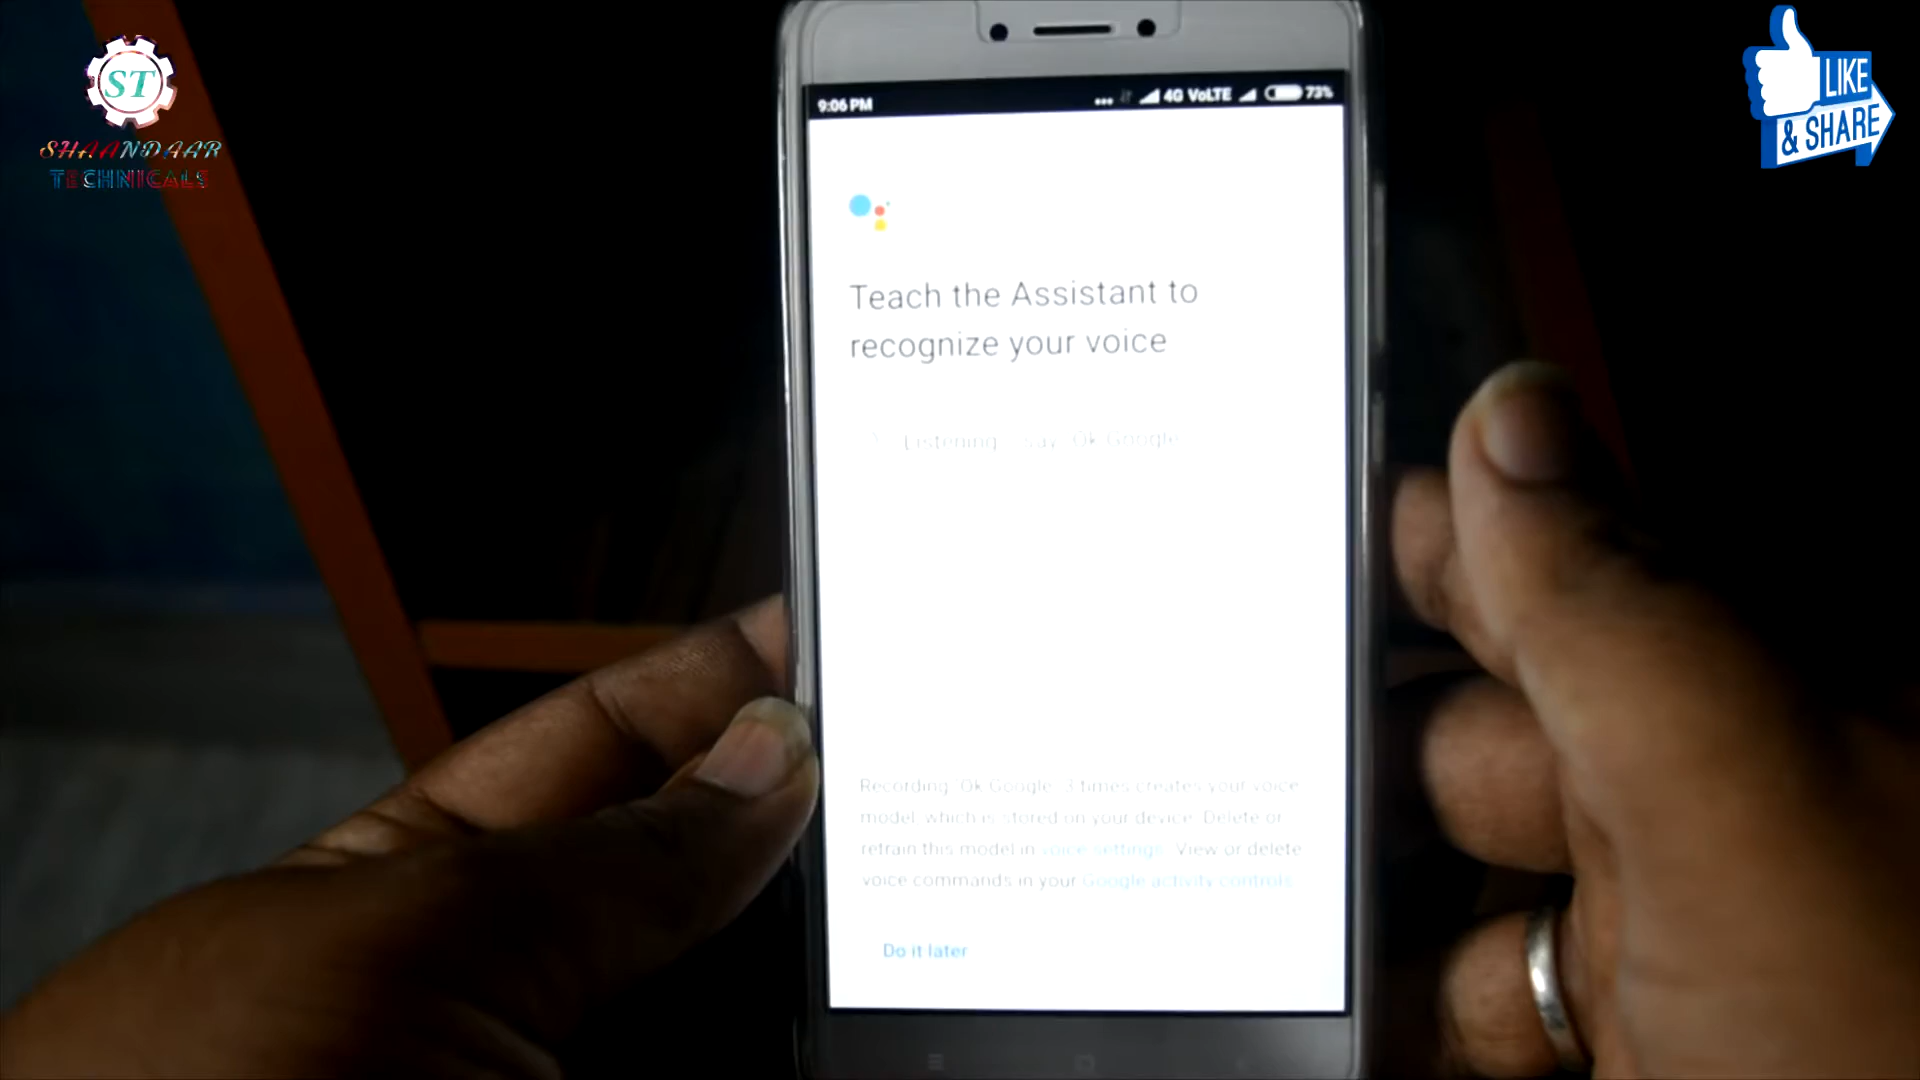 ST
SHAANDAAR
TECHNICALS
LIKE
& SHARE
9:06 PM
4G VoLTE
73%
Teach the Assistant to
recognize your voice
Listening say Ok Google
Recording "Ok Google" 3 times creates your voice
model, which is stored on your device. Delete or
retrain this model in voice settings. View or delete
voice commands in your Google activity controls.
Do it later